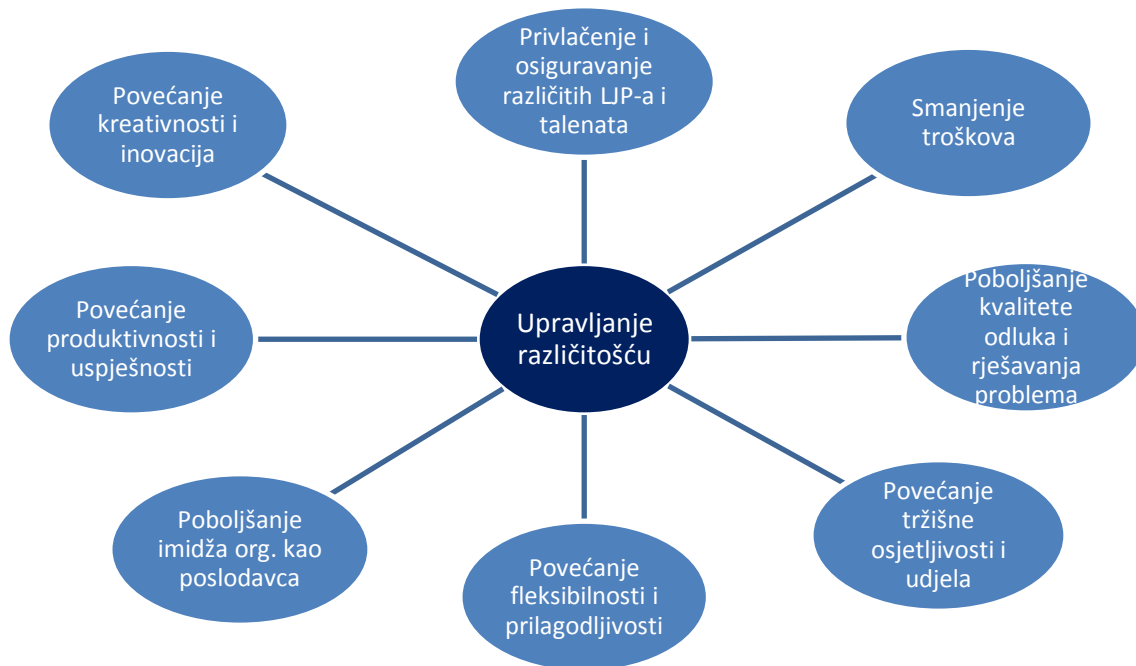 Privlačenje i
osiguravanje
različitih LJP-a i
talenata
Povećanje
kreativnosti i
inovacija
Smanjenje
troškova
Povećanje
produktivnosti i
uspješnosti
Upravljanje
različitošću
Poboljšanje
kvalitete
odluka i
rješavanja
problema
Poboljšanje
imidža org. kao
poslodavca
Povećanje
fleksibilnosti i
prilagodljivosti
Povećanje
tržišne
osjetljivosti i
udjela